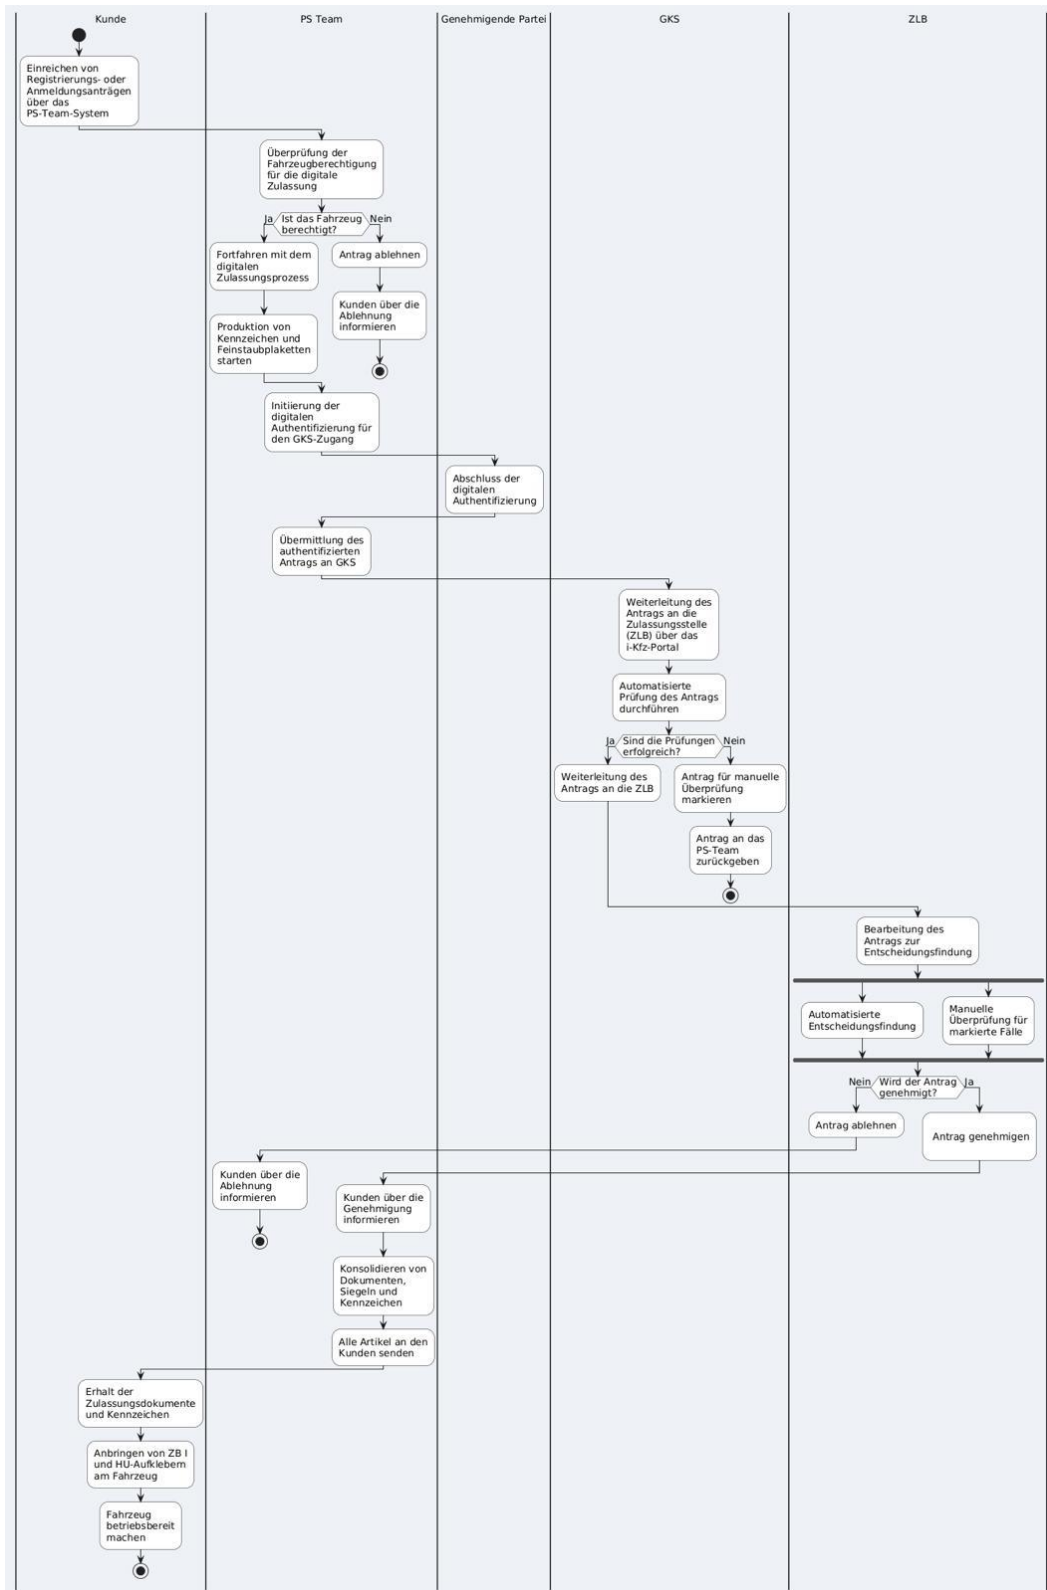 Kunde
PS Team
Genehmigende Partei
GKS
ZLB
Einreichen von
Registrierungs- oder
Anmeldungsanträgen
über das
PS-Team-System
Überprüfung der
Fahrzeugberechtigung
für die digitale
Zulassung
Ja
Ist das Fahrzeug
berechtigt?
Nein
Fortfahren mit dem
digitalen
Zulassungsprozess
Antrag ablehnen
Produktion von
Kennzeichen und
Feinstaubplaketten
starten
Kunden über die
Ablehnung
informieren
Initiierung der
digitalen
Authentifizierung für
den GKS-Zugang
Abschluss der
digitalen
Authentifizierung
Übermittlung des
authentifizierten
Antrags an GKS
Weiterleitung des
Antrags an die
Zulassungsstelle
(ZLB) über das
i-Kfz-Portal
Automatisierte
Prüfung des Antrags
durchführen
Ja
Sind die Prüfungen
erfolgreich?
Nein
Weiterleitung des
Antrags an die ZLB
Antrag für manuelle
Überprüfung
markieren
Antrag an das
PS-Team
zurückgeben
Bearbeitung des
Antrags zur
Entscheidungsfindung
Automatisierte
Entscheidungsfindung
Manuelle
Überprüfung für
markierte Fälle
Nein
Wird der Antrag
genehmigt?
Ja
Antrag ablehnen
Antrag genehmigen
Kunden über die
Ablehnung
informieren
Kunden über die
Genehmigung
informieren
Konsolidieren von
Dokumenten,
Siegeln und
Kennzeichen
Alle Artikel an den
Kunden senden
Erhalt der
Zulassungsdokumente
und Kennzeichen
Anbringen von ZB I
und HU-Aufklebern
am Fahrzeug
Fahrzeug
betriebsbereit
machen